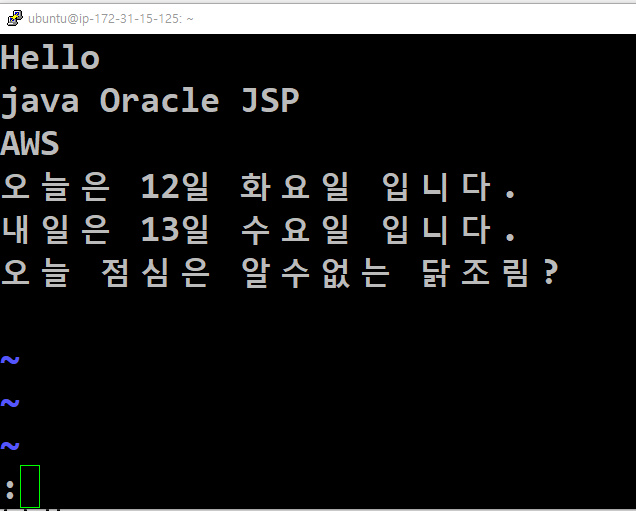 ubuntu@ip-172-31-15-125: ~
Hello
java Oracle JSP
AWS
오늘은 12일 화요일 입니다.
내일은 13일 수요일 입니다.
오늘 점심은 알수없는 닭조림?
~
~
~
: